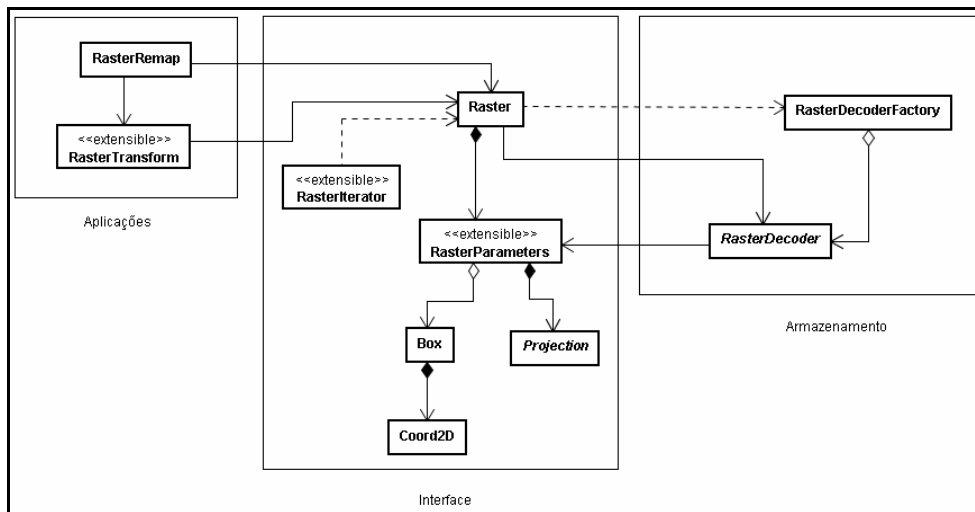 RasterRemap
<<extensible>>
RasterTransform
Aplicações
Raster
<<extensible>>
RasterIterator
<<extensible>>
RasterParameters
Box
Projection
Coord2D
Interface
RasterDecoderFactory
RasterDecoder
Armazenamento